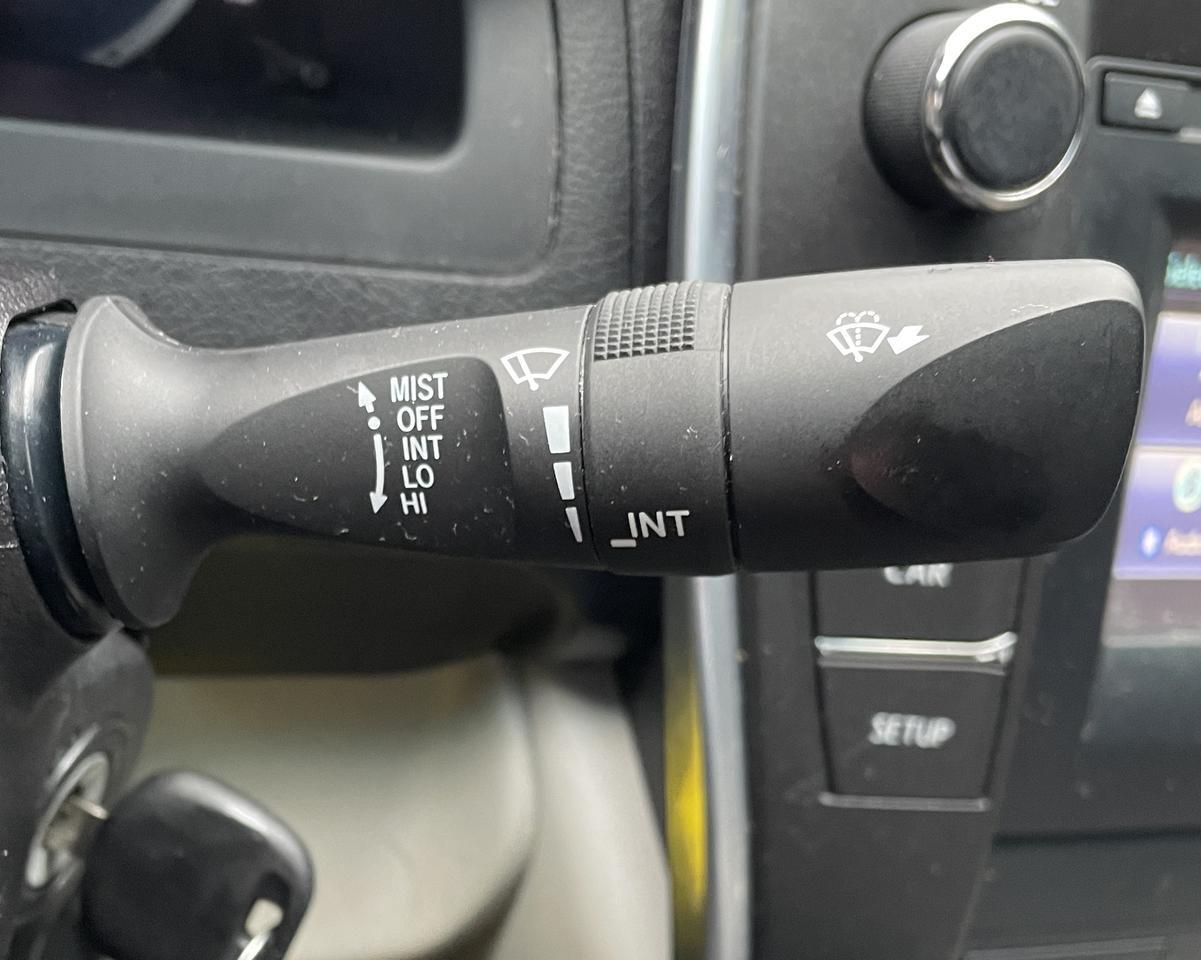 MIST
OFF
INT
LO
HI
INT
CAR
SETUP